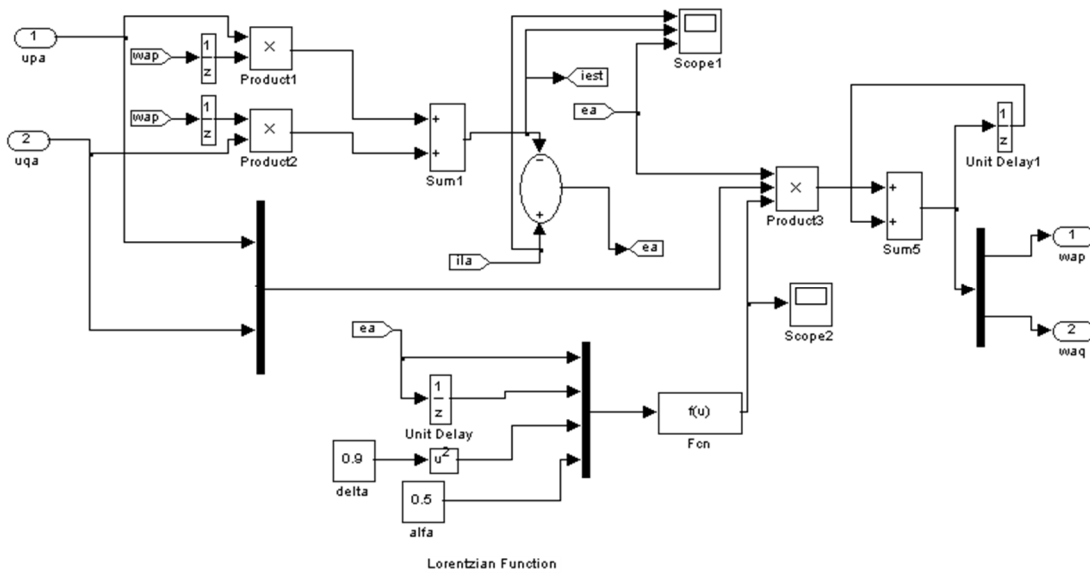 1
upa
wap
1
z
×
Product1
wap
1
z
×
Product2
2
uqa
+
+
Sum1
iest
−
+
ila
ea
Scope1
ea
×
Product3
+
+
Sum5
1
z
Unit Delay1
1
wap
2
waq
Scope2
ea
1
z
Unit Delay
0.9
delta
u2
0.5
alfa
f(u)
Fcn
Lorentzian Function